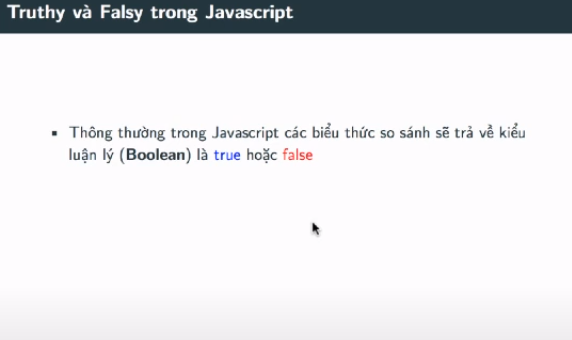 Truthy và Falsy trong Javascript
Thông thường trong Javascript các biểu thức so sánh sẽ trả về kiểu
luận lý (Boolean) là true hoặc false